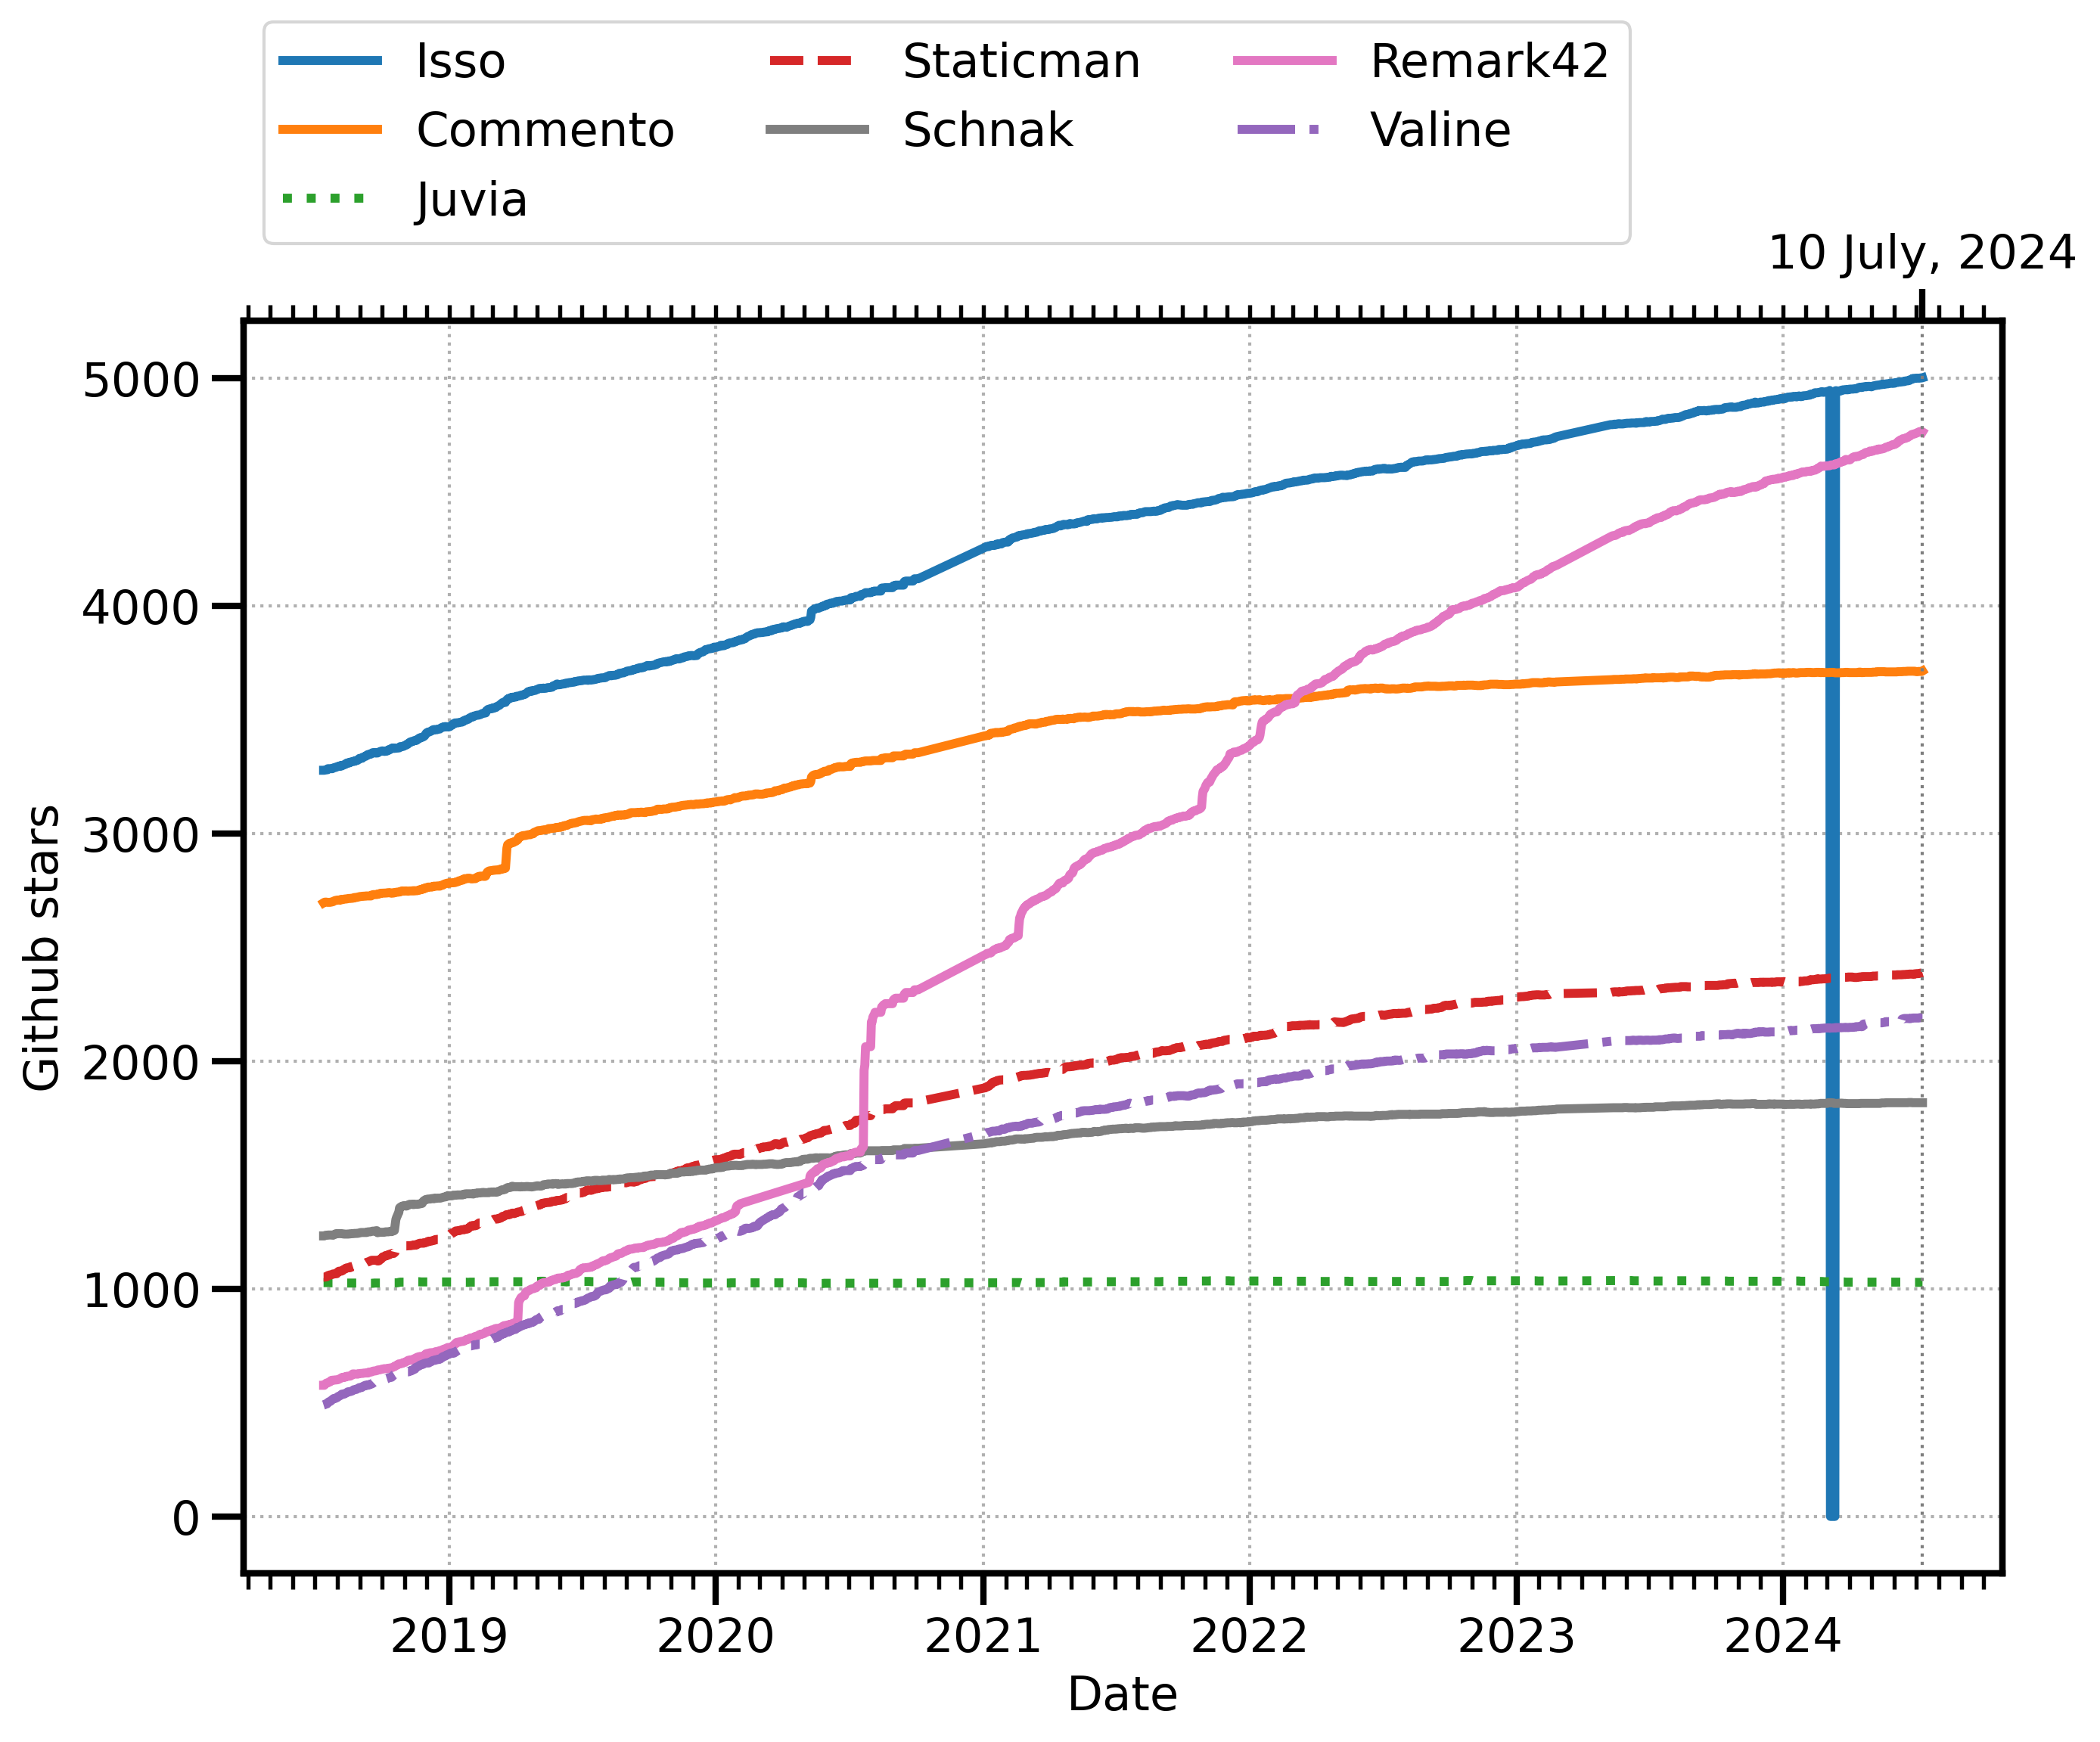 Isso
Commento
Juvia
Staticman
Schnak
Remark42
Valine
10 July, 2024
5000
4000
3000
2000
1000
0
Github stars
2019 2020 2021 2022 2023 2024
Date